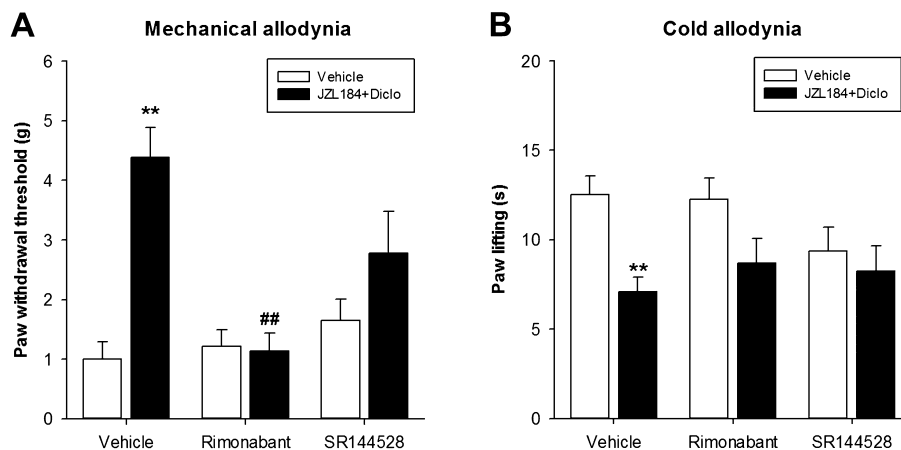 A
Mechanical allodynia
Paw withdrawal threshold (g)
6
5
4
3
2
1
0
Vehicle
JZL184+Diclo
**
##
Vehicle
Rimonabant
SR144528
B
Cold allodynia
Paw lifting (s)
20
15
10
5
0
Vehicle
JZL184+Diclo
**
Vehicle
Rimonabant
SR144528